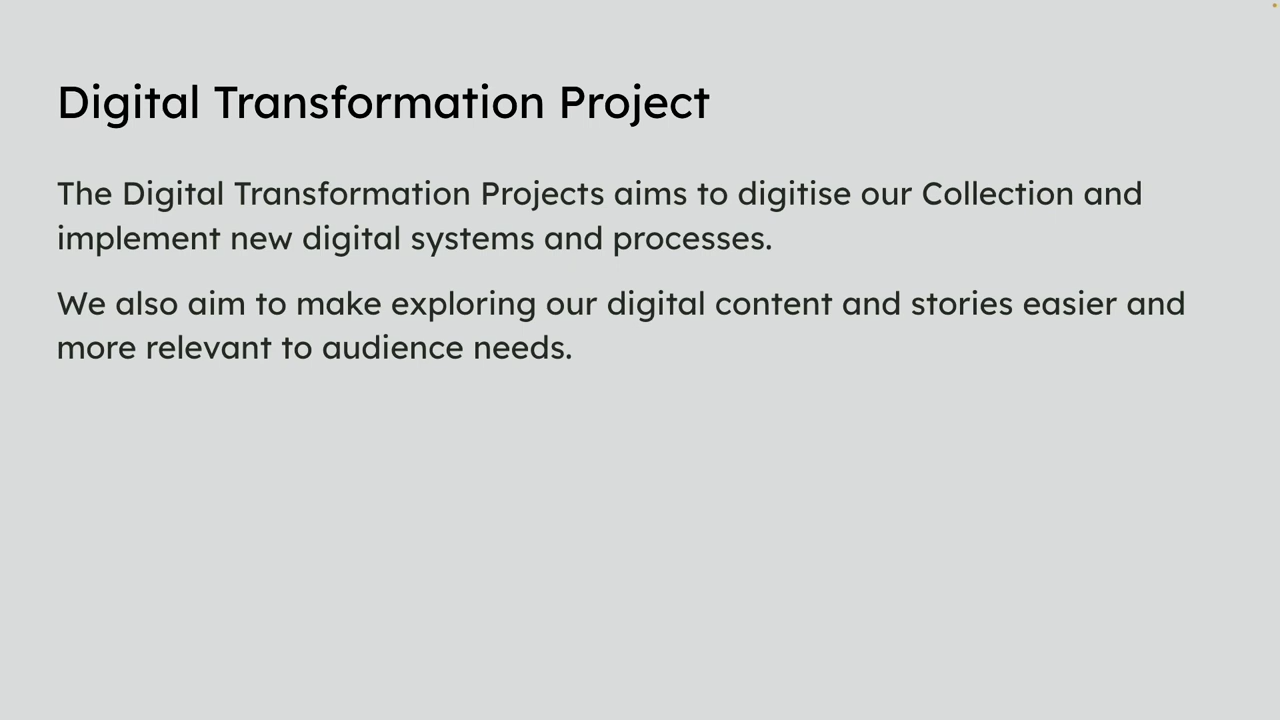 Digital Transformation Project
The Digital Transformation Projects aims to digitise our Collection and
implement new digital systems and processes.
We also aim to make exploring our digital content and stories easier and
more relevant to audience needs.